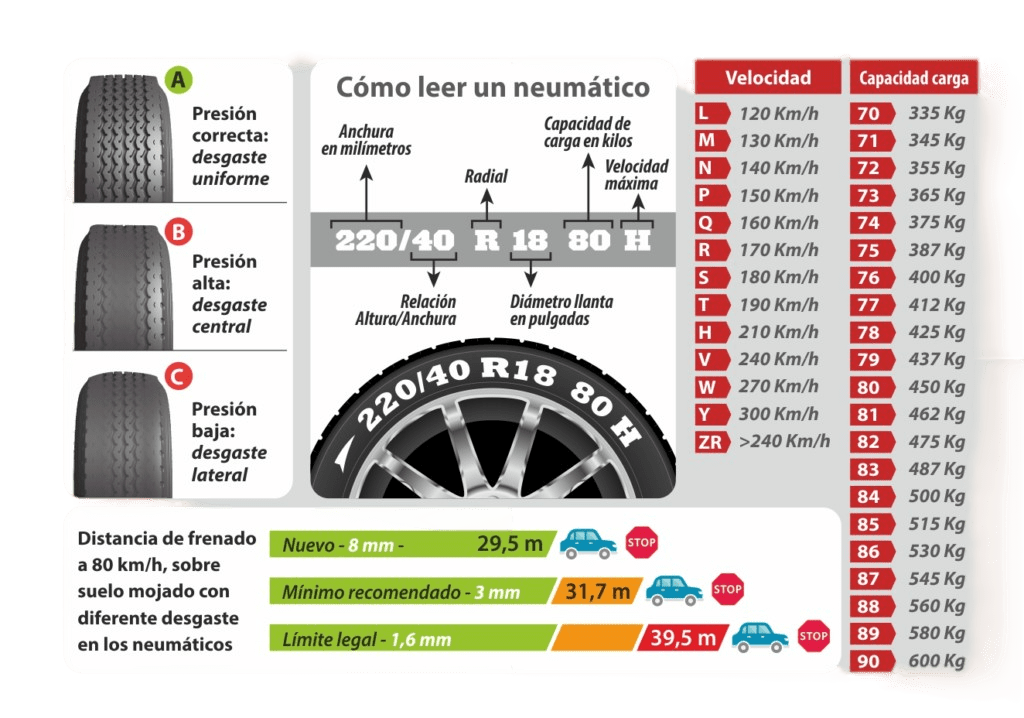 A
Presión
correcta:
desgaste
uniforme
B
Presión
alta:
desgaste
central
C
Presión
baja:
desgaste
lateral
Cómo leer un neumático
Anchura
en milímetros
Radial
Capacidad de
carga en kilos
Velocidad
máxima
220/40 R 18 80 H
Relación
Altura/Anchura
Diámetro llanta
en pulgadas
220/40 R18 80 H
Velocidad
L 120 Km/h
M 130 Km/h
N 140 Km/h
P 150 Km/h
Q 160 Km/h
R 170 Km/h
S 180 Km/h
T 190 Km/h
H 210 Km/h
V 240 Km/h
W 270 Km/h
Y 300 Km/h
ZR >240 Km/h
Capacidad carga
70 335 Kg
71 345 Kg
72 355 Kg
73 365 Kg
74 375 Kg
75 387 Kg
76 400 Kg
77 412 Kg
78 425 Kg
79 437 Kg
80 450 Kg
81 462 Kg
82 475 Kg
83 487 Kg
84 500 Kg
85 515 Kg
86 530 Kg
87 545 Kg
88 560 Kg
89 580 Kg
90 600 Kg
Distancia de frenado
a 80 km/h, sobre
suelo mojado con
diferente desgaste
en los neumáticos
Nuevo - 8 mm - 29,5 m STOP
Mínimo recomendado - 3 mm 31,7 m STOP
Límite legal - 1,6 mm 39,5 m STOP